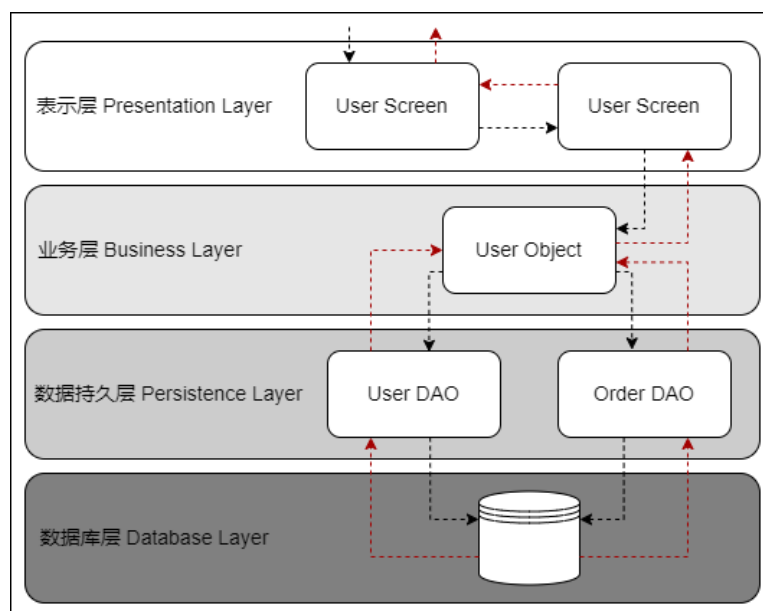 表示层 Presentation Layer
User Screen
User Screen
业务层 Business Layer
User Object
数据持久层 Persistence Layer
User DAO
Order DAO
数据库层 Database Layer